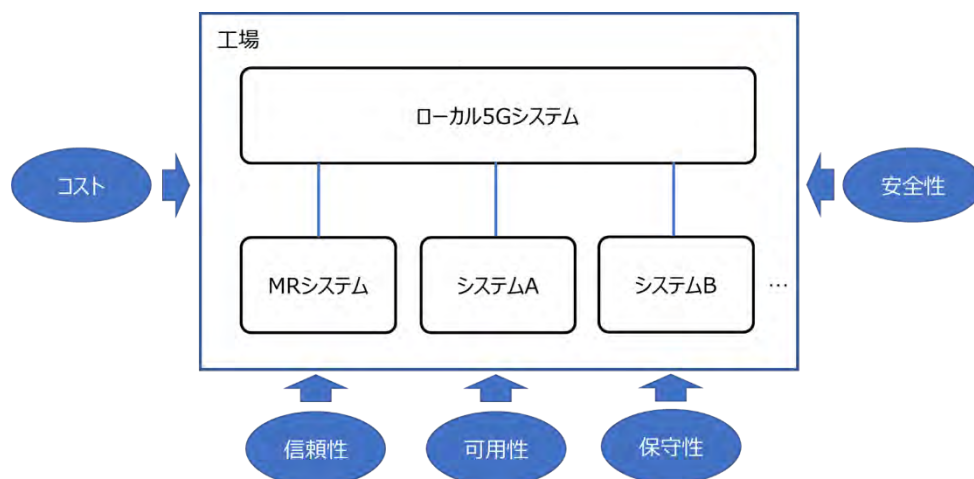 工場
ローカル5Gシステム
コスト
安全性
MRシステム
システムA
システムB
…
信頼性
可用性
保守性